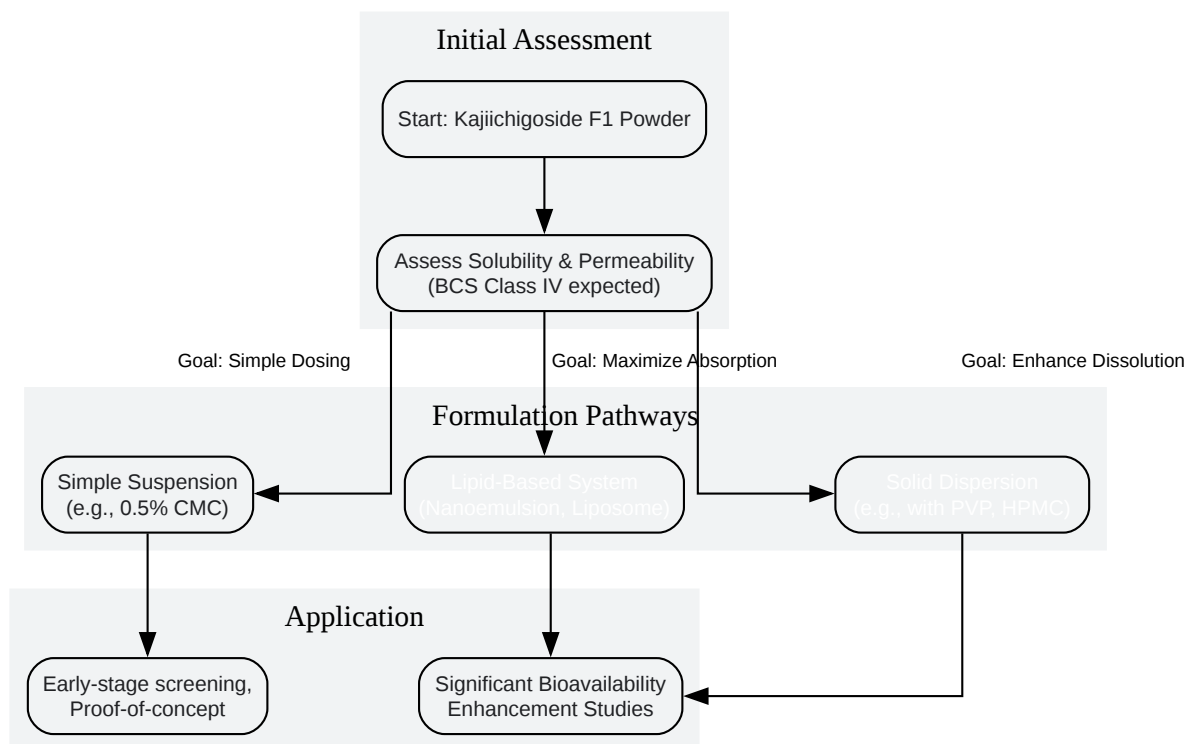 Initial Assessment
Start: Kajiichigoside F1 Powder
Assess Solubility & Permeability
(BCS Class IV expected)
Goal: Simple Dosing
Goal: Maximize Absorption
Goal: Enhance Dissolution
Formulation Pathways
Simple Suspension
(e.g., 0.5% CMC)
Lipid-Based System
(Nanoemulsion, Liposome)
Solid Dispersion
(e.g., with PVP, HPMC)
Application
Early-stage screening,
Proof-of-concept
Significant Bioavailability
Enhancement Studies